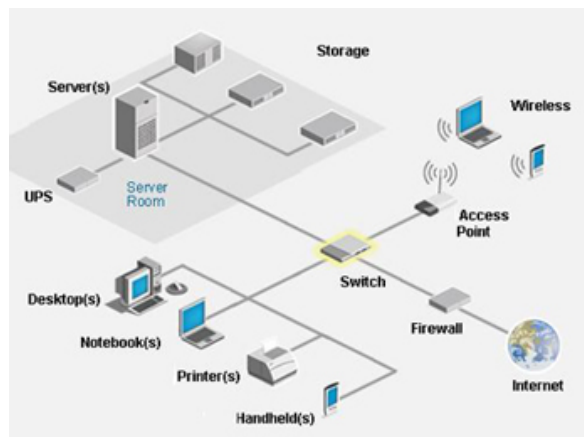 Storage
Server(s)
Wireless
UPS
Server
Room
Access
Point
Switch
Desktop(s)
Firewall
Notebook(s)
Printer(s)
Internet
Handheld(s)